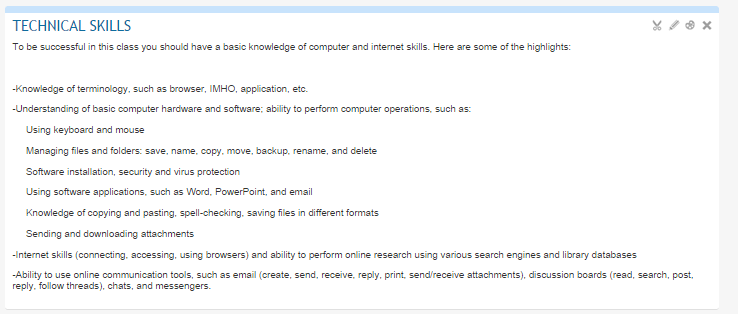 TECHNICAL SKILLS
To be successful in this class you should have a basic knowledge of computer and internet skills. Here are some of the highlights:
-Knowledge of terminology, such as browser, IMHO, application, etc.
-Understanding of basic computer hardware and software; ability to perform computer operations, such as:
Using keyboard and mouse
Managing files and folders: save, name, copy, move, backup, rename, and delete
Software installation, security and virus protection
Using software applications, such as Word, PowerPoint, and email
Knowledge of copying and pasting, spell-checking, saving files in different formats
Sending and downloading attachments
-Internet skills (connecting, accessing, using browsers) and ability to perform online research using various search engines and library databases
-Ability to use online communication tools, such as email (create, send, receive, reply, print, send/receive attachments), discussion boards (read, search, post,
reply, follow threads), chats, and messengers.